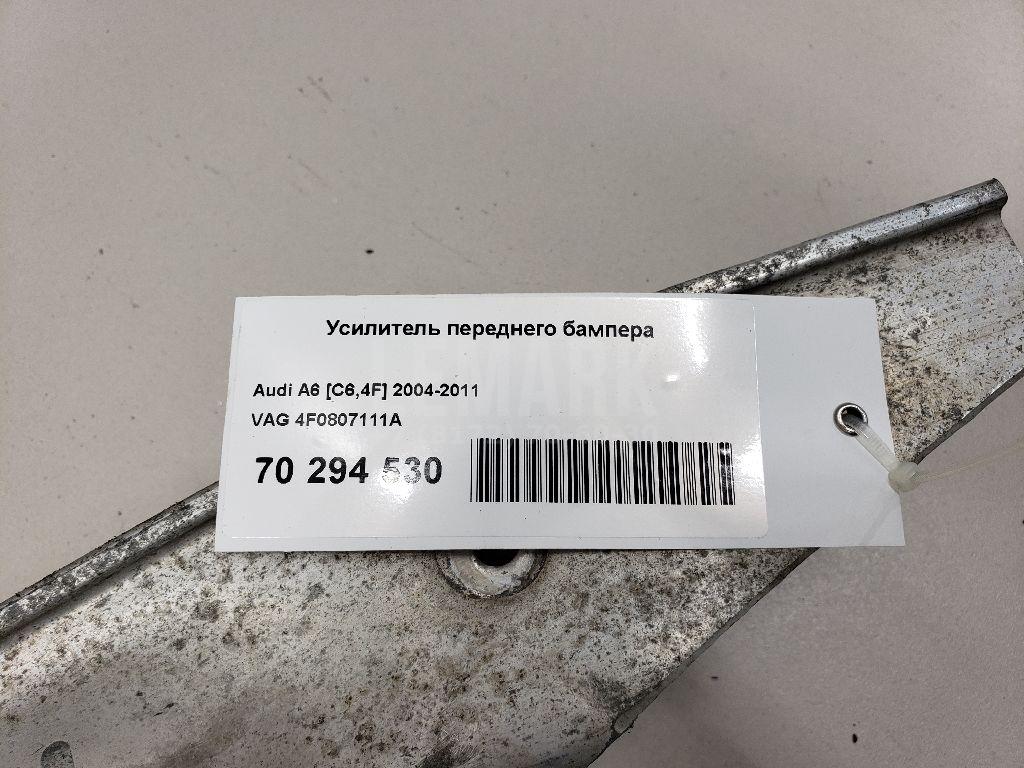 Усилитель переднего бампера
Audi A6 [C6,4F] 2004-2011
VAG 4F0807111A
70 294 530